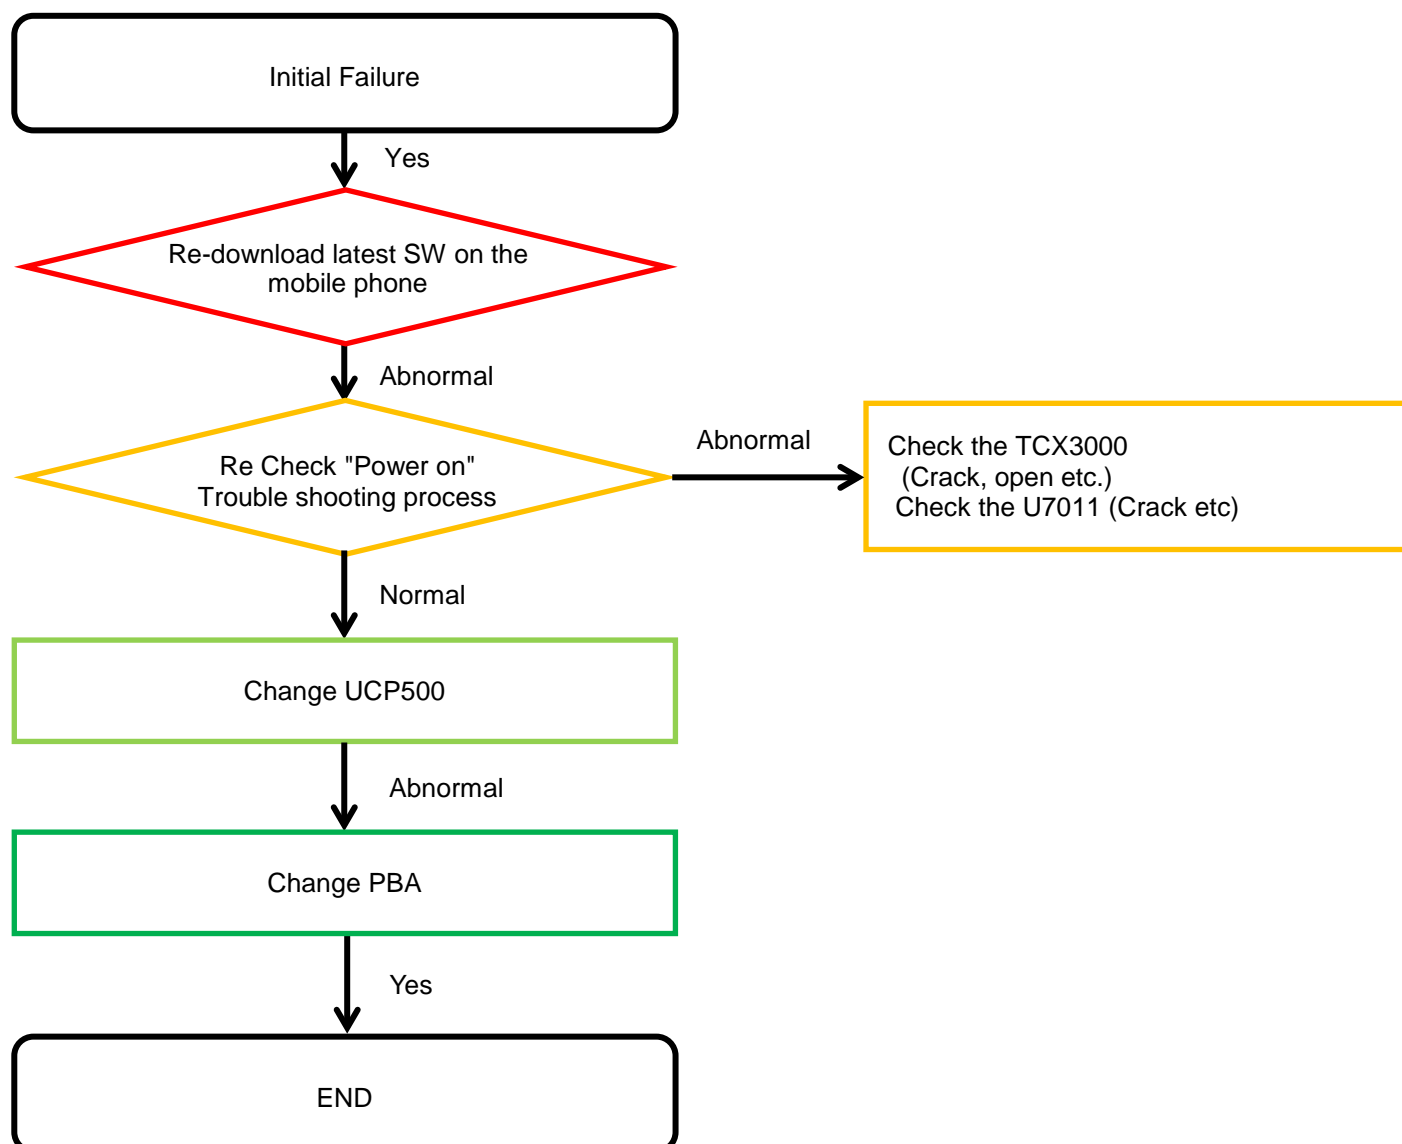 Initial Failure
Yes
Re-download latest SW on the
mobile phone
Abnormal
Re Check "Power on"
Trouble shooting process
Abnormal
Check the TCX3000
(Crack, open etc.)
Check the U7011 (Crack etc)
Normal
Change UCP500
Abnormal
Change PBA
Yes
END